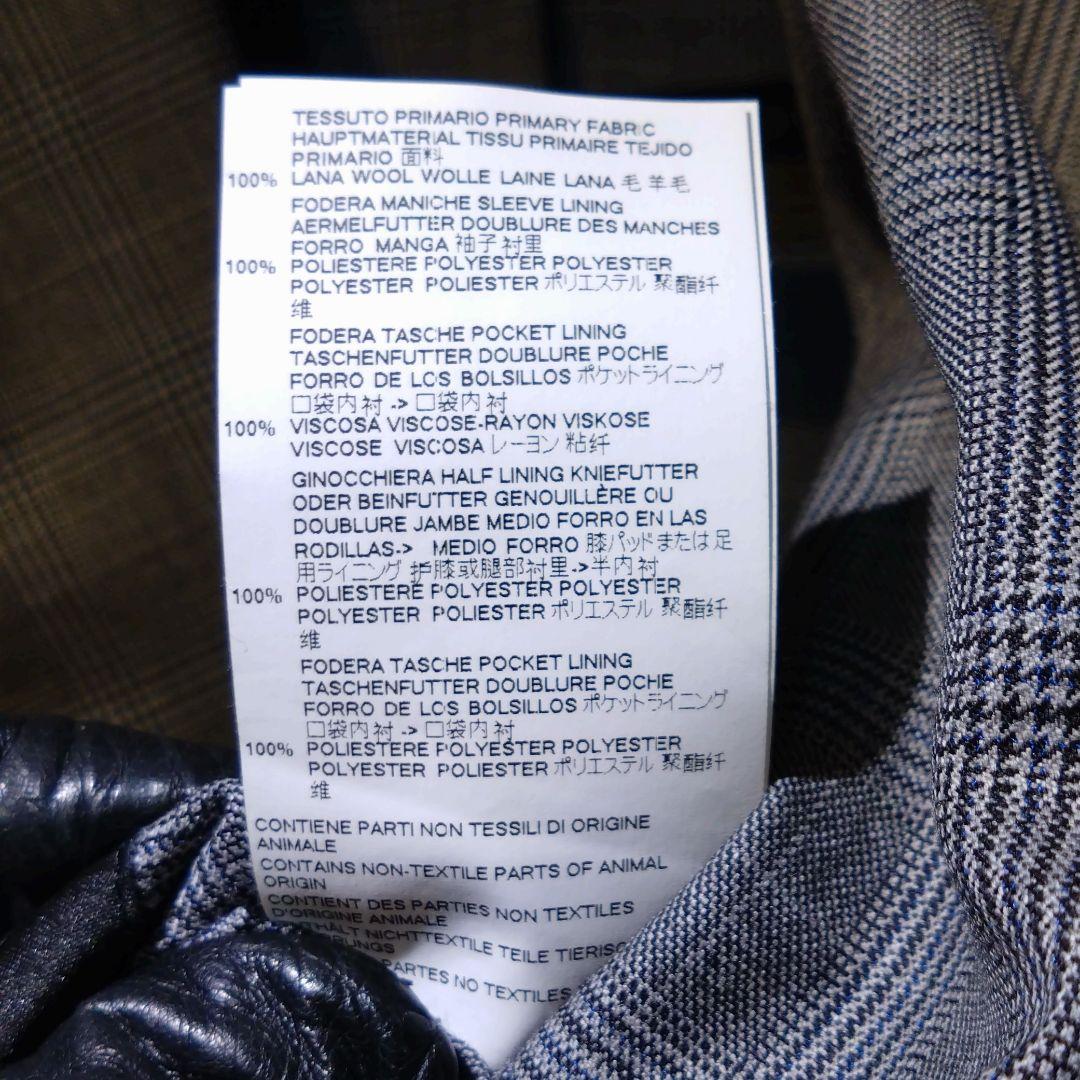 TESSUTO PRIMARIO PRIMARY FABRIC
HAUPTMATERIAL TISSU PRIMAIRE TEJIDO
PRIMARIO 面料
100% LANA WOOL WOLLE LAINE LANA 毛 羊毛
FODERA MANICHE SLEEVE LINING
AERMELFUTTER DOUBLURE DES MANCHES
FORRO MANGA 袖子 衬里
100% POLIESTERE POLYESTER POLYESTER
POLYESTER POLIESTER ポリエステル 聚酯纤
维
FODERA TASCHE POCKET LINING
TASCHENFUTTER DOUBLURE POCHE
FORRO DE LOS BOLSILLOS ポケットライニング
口袋内衬 -> 口袋内衬
100% VISCOSA VISCOSE-RAYON VISKOSE
VISCOSE VISCOSA レーヨン 粘纤
GINOCCHIERA HALF LINING KNIEFUTTER
ODER BEINFUTTER GENOUILLÈRE OU
DOUBLURE JAMBE MEDIO FORRO EN LAS
RODILLAS-> MEDIO FORRO 膝パッドまたは足
用ライニング 护膝或腿部衬里->半内衬
100% POLIESTERE POLYESTER POLYESTER
POLYESTER POLIESTER ポリエステル 聚酯纤
维
FODERA TASCHE POCKET LINING
TASCHENFUTTER DOUBLURE POCHE
FORRO DE LOS BOLSILLOS ポケットライニング
口袋内衬 -> 口袋内衬
100% POLIESTERE POLYESTER POLYESTER
POLYESTER POLIESTER ポリエステル 聚酯纤
维
CONTIENE PARTI NON TESSILI DI ORIGINE
ANIMALE
CONTAINS NON-TEXTILE PARTS OF ANIMAL
ORIGIN
CONTIENT DES PARTIES NON TEXTILES
D'ORIGINE ANIMALE
NICHTTEXTILE TEILE
PARTES NO TEXTILES